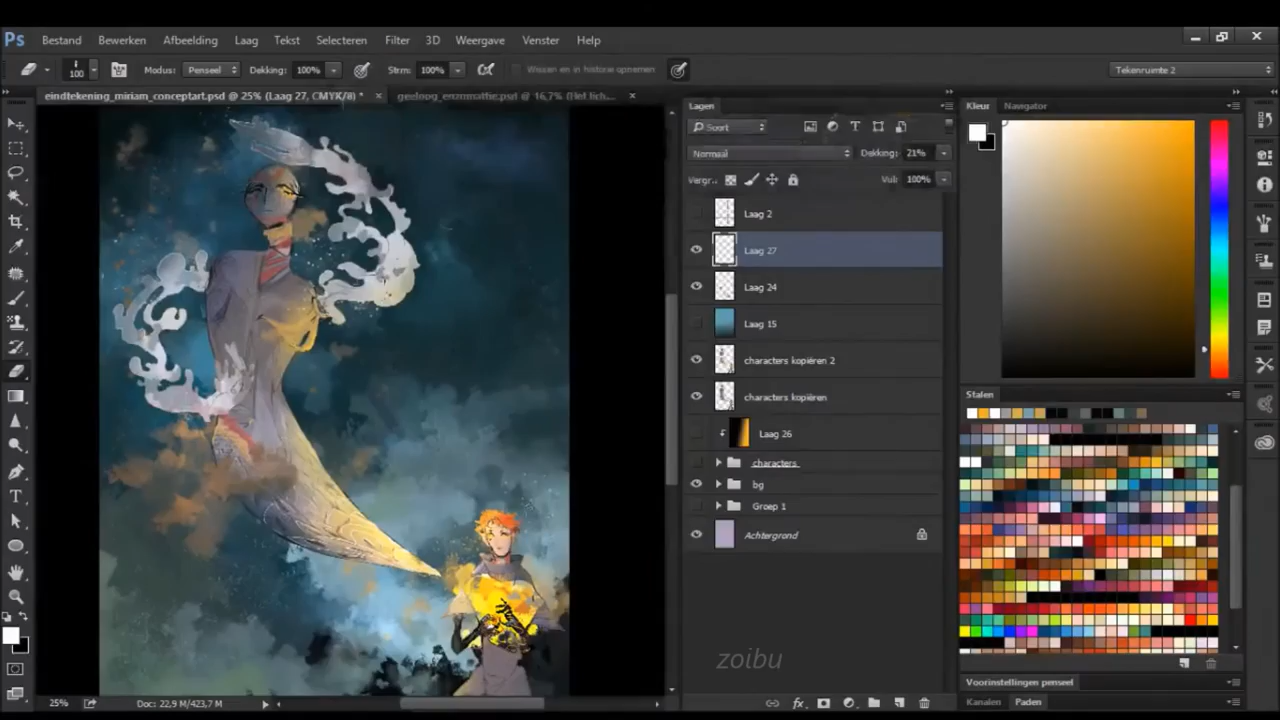 Ps Bestand Bewerken Afbeelding Laag Tekst Selecteren Filter 3D Weergave Venster Help
100 Modus: Penseel Dekking: 100% Strm: 100% Wissen en in historie opnemen Tekenruimte 2
eindtekening_miriam_conceptart.psd @ 25% (Laag 27, CMYK/8) *
Lagen
Soort
Normaal Dekking: 21%
Vergr.: Vul: 100%
Laag 2
Laag 27
Laag 24
Laag 15
characters kopiëren 2
characters kopiëren
Laag 26
characters
bg
Groep 1
Achtergrond
Kleur Navigator
Stalen
zoibu
Voorinstellingen penseel
Kanalen Paden
25% Doc: 22,9 M/423,7 M